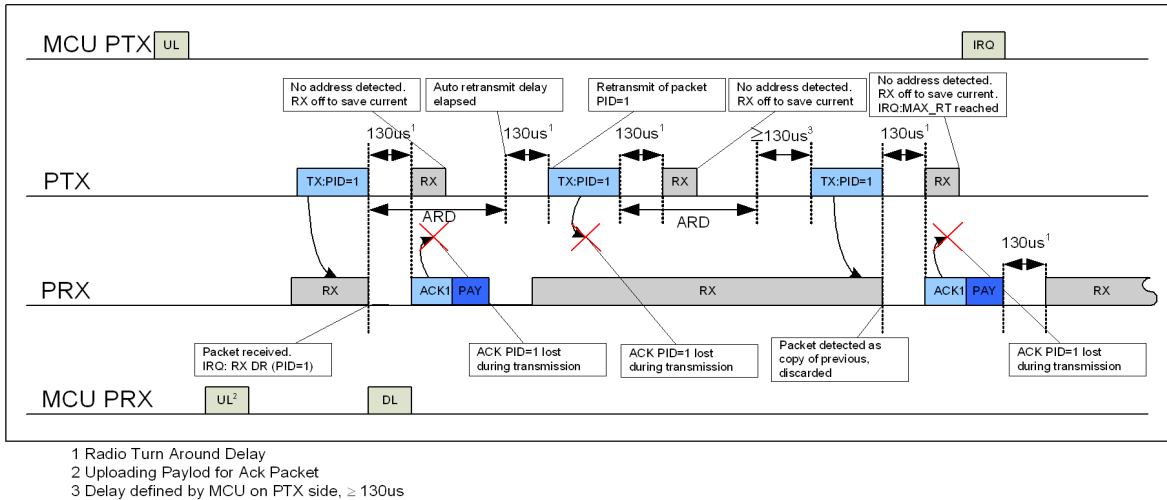 MCU PTX
UL
IRQ
No address detected.
RX off to save current
Auto retransmit delay
elapsed
Retransmit of packet
PID=1
No address detected.
RX off to save current
No address detected.
RX off to save current.
IRQ:MAX_RT reached
130us¹
130us¹
130us¹
≧130us³
130us¹
PTX
TX:PID=1
RX
TX:PID=1
RX
TX:PID=1
RX
ARD
ARD
130us¹
PRX
RX
ACK1
PAY
RX
ACK1
PAY
RX
Packet received.
IRQ: RX DR (PID=1)
ACK PID=1 lost
during transmission
ACK PID=1 lost
during transmission
Packet detected as
copy of previous,
discarded
ACK PID=1 lost
during transmission
MCU PRX
UL²
DL
1 Radio Turn Around Delay
2 Uploading Paylod for Ack Packet
3 Delay defined by MCU on PTX side, ≥ 130us